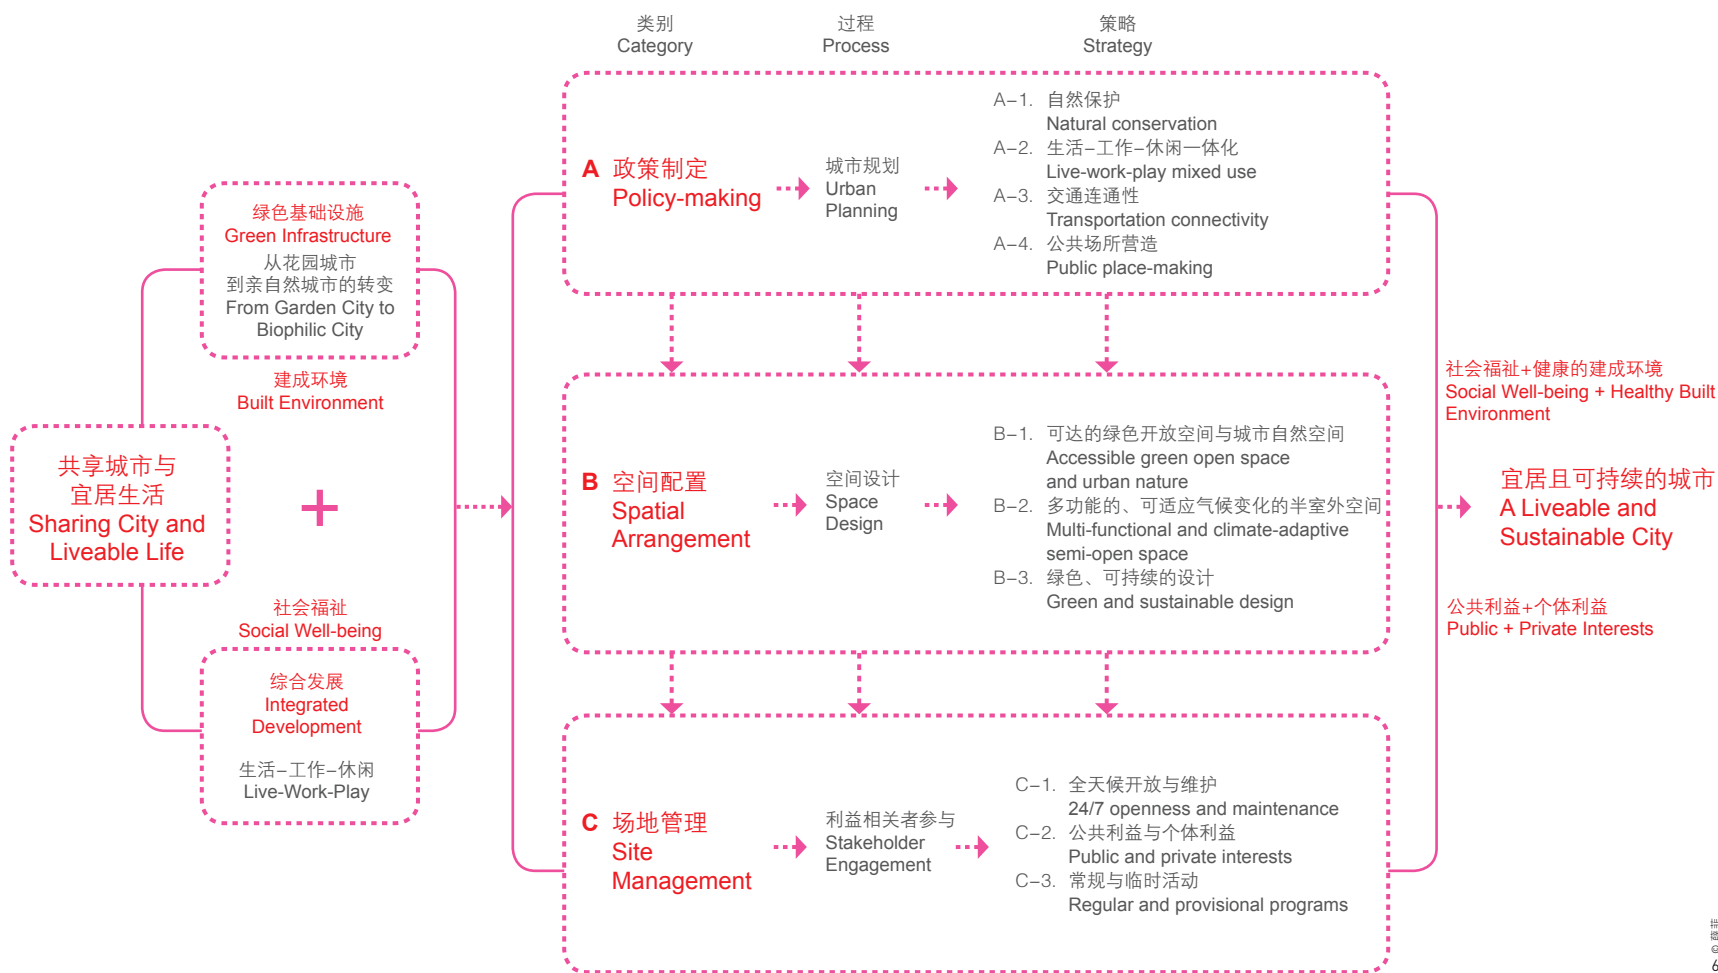 类别
Category
过程
Process
策略
Strategy
共享城市与
宜居生活
Sharing City and
Liveable Life
绿色基础设施
Green Infrastructure
从花园城市
到亲自然城市的转变
From Garden City to
Biophilic City
建成环境
Built Environment
+
社会福祉
Social Well-being
综合发展
Integrated
Development
生活–工作–休闲
Live-Work-Play
A 政策制定
Policy-making
城市规划
Urban
Planning
A–1. 自然保护
Natural conservation
A–2. 生活–工作–休闲一体化
Live-work-play mixed use
A–3. 交通连通性
Transportation connectivity
A–4. 公共场所营造
Public place-making
B 空间配置
Spatial
Arrangement
空间设计
Space
Design
B–1. 可达的绿色开放空间与城市自然空间
Accessible green open space
and urban nature
B–2. 多功能的、可适应气候变化的半室外空间
Multi-functional and climate-adaptive
semi-open space
B–3. 绿色、可持续的设计
Green and sustainable design
C 场地管理
Site
Management
利益相关者参与
Stakeholder
Engagement
C–1. 全天候开放与维护
24/7 openness and maintenance
C–2. 公共利益与个体利益
Public and private interests
C–3. 常规与临时活动
Regular and provisional programs
社会福祉+健康的建成环境
Social Well-being + Healthy Built
Environment
宜居且可持续的城市
A Liveable and
Sustainable City
公共利益+个体利益
Public + Private Interests